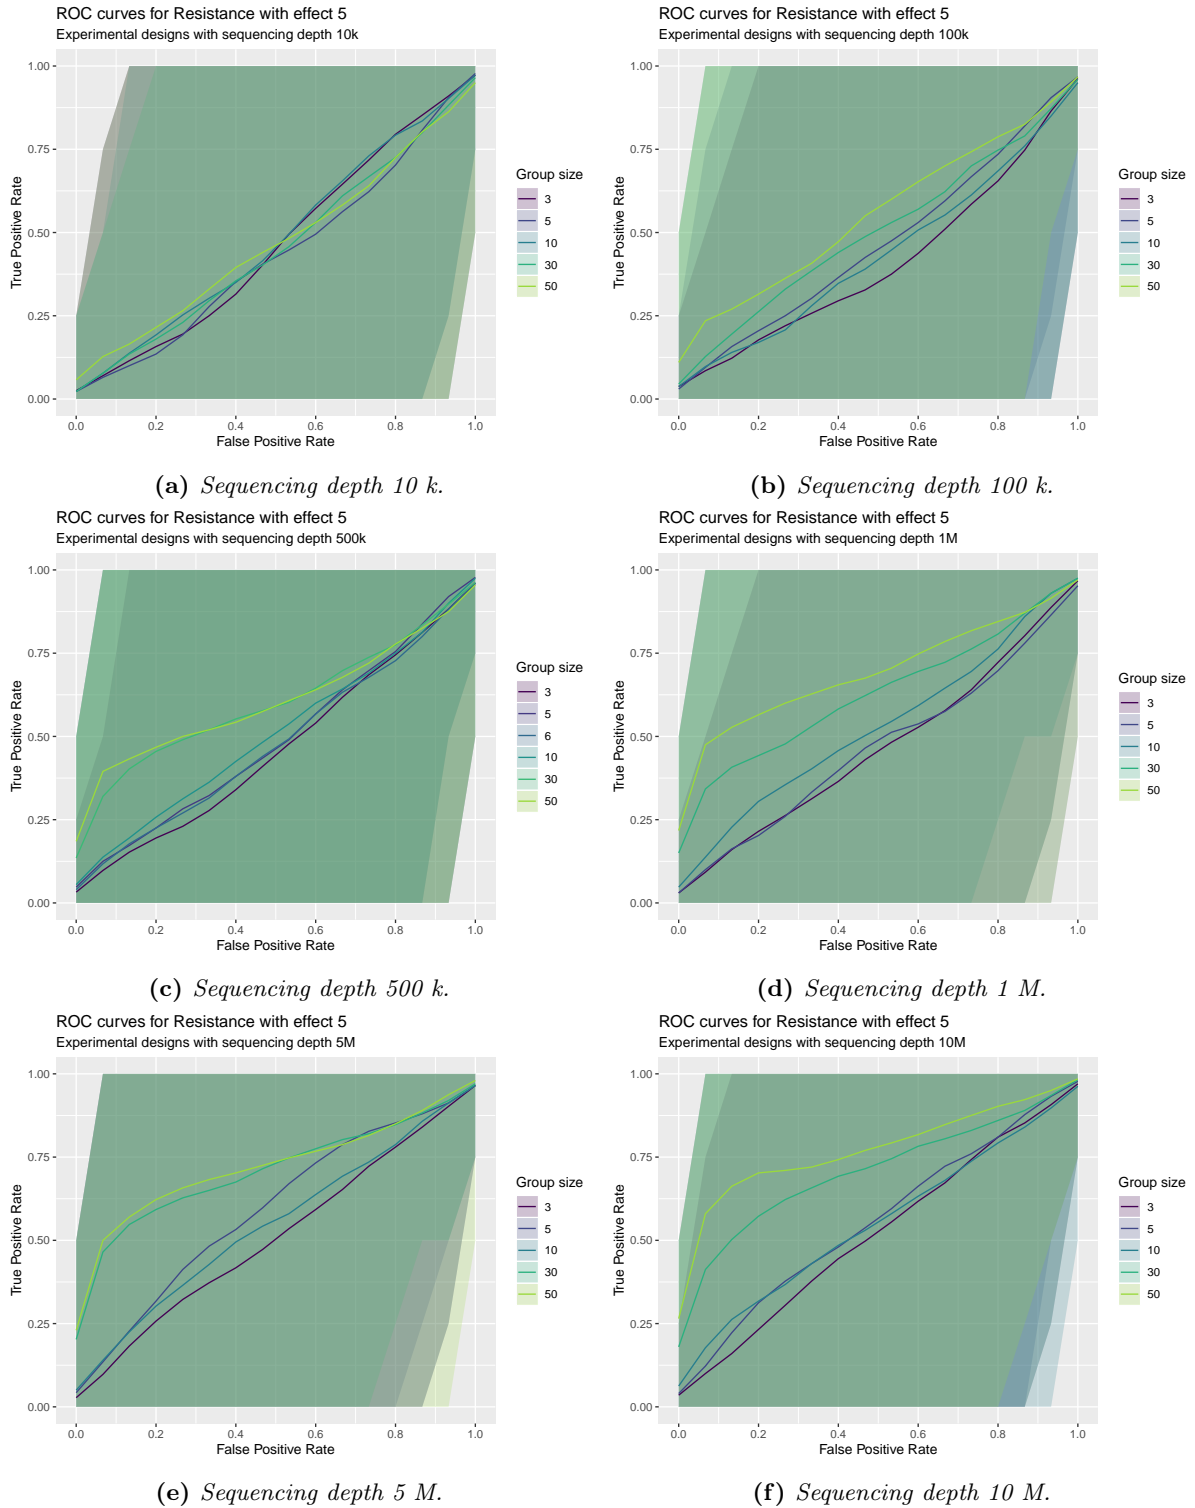 ROC curves for Resistance with effect 5
Experimental designs with sequencing depth 10k
True Positive Rate
1.00
0.75
0.50
0.25
0.00
0.0 0.2 0.4 0.6 0.8 1.0
False Positive Rate
Group size
3
5
10
30
50
(a) Sequencing depth 10 k.
ROC curves for Resistance with effect 5
Experimental designs with sequencing depth 100k
True Positive Rate
1.00
0.75
0.50
0.25
0.00
0.0 0.2 0.4 0.6 0.8 1.0
False Positive Rate
Group size
3
5
10
30
50
(b) Sequencing depth 100 k.
ROC curves for Resistance with effect 5
Experimental designs with sequencing depth 500k
True Positive Rate
1.00
0.75
0.50
0.25
0.00
0.0 0.2 0.4 0.6 0.8 1.0
False Positive Rate
Group size
3
5
6
10
30
50
(c) Sequencing depth 500 k.
ROC curves for Resistance with effect 5
Experimental designs with sequencing depth 1M
True Positive Rate
1.00
0.75
0.50
0.25
0.00
0.0 0.2 0.4 0.6 0.8 1.0
False Positive Rate
Group size
3
5
10
30
50
(d) Sequencing depth 1 M.
ROC curves for Resistance with effect 5
Experimental designs with sequencing depth 5M
True Positive Rate
1.00
0.75
0.50
0.25
0.00
0.0 0.2 0.4 0.6 0.8 1.0
False Positive Rate
Group size
3
5
10
30
50
(e) Sequencing depth 5 M.
ROC curves for Resistance with effect 5
Experimental designs with sequencing depth 10M
True Positive Rate
1.00
0.75
0.50
0.25
0.00
0.0 0.2 0.4 0.6 0.8 1.0
False Positive Rate
Group size
3
5
10
30
50
(f) Sequencing depth 10 M.